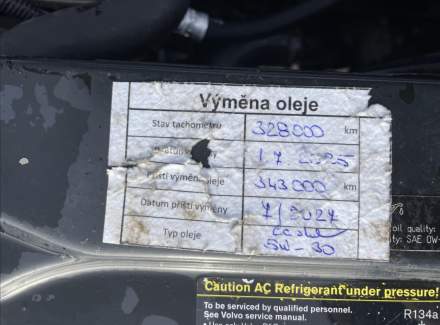 Výměna oleje
Stav tachometru 328000 km
1 7 2025
Příští výměna oleje 343000 km
Datum příští výměny 7/2027
Typ oleje
5W-30
oil quality:
ity: SAE 0W-
Caution AC Refrigerant under pressure!
To be serviced by qualified personnel.
See Volvo service manual.
R134a